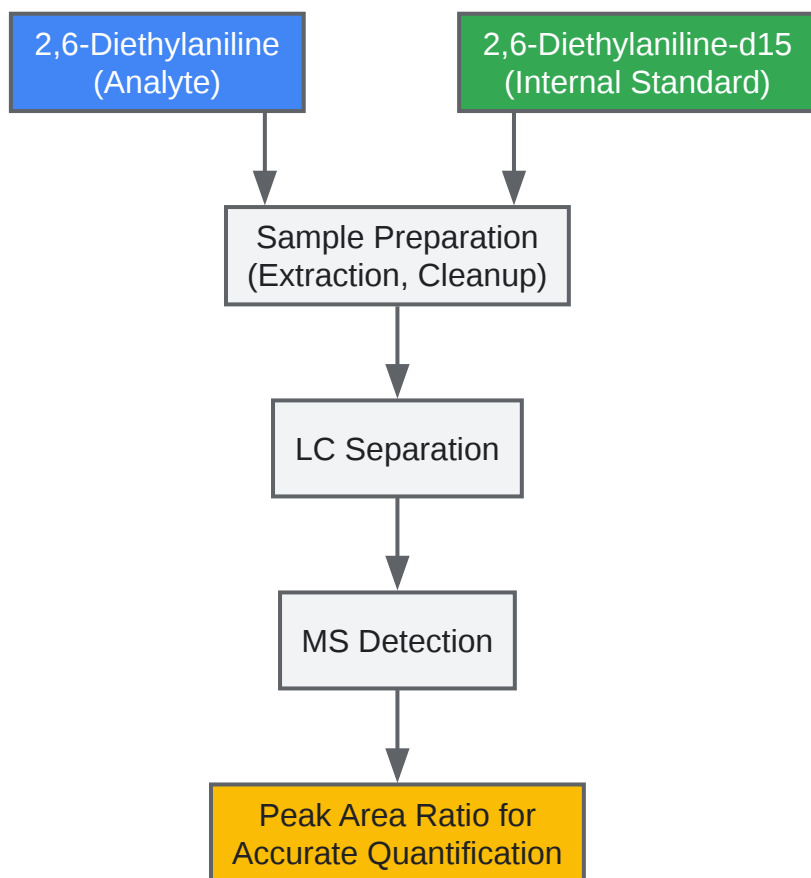 2,6-Diethylaniline
(Analyte)
2,6-Diethylaniline-d15
(Internal Standard)
Sample Preparation
(Extraction, Cleanup)
LC Separation
MS Detection
Peak Area Ratio for
Accurate Quantification